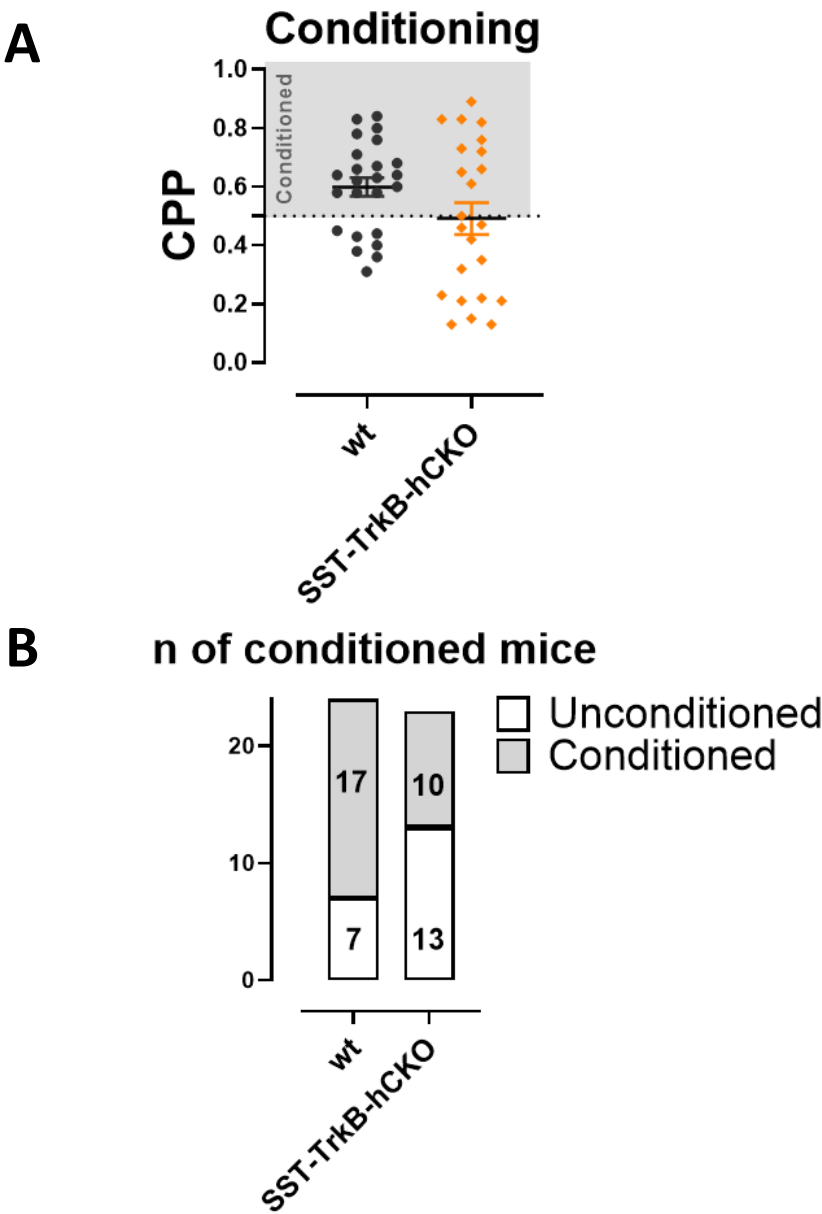 A
Conditioning
1.0
0.8
0.6
0.4
0.2
0.0
CPP
Conditioned
wt
SST-TrkB-hCKO
B
n of conditioned mice
Unconditioned
Conditioned
20
10
0
17
10
7
13
wt
SST-TrkB-hCKO